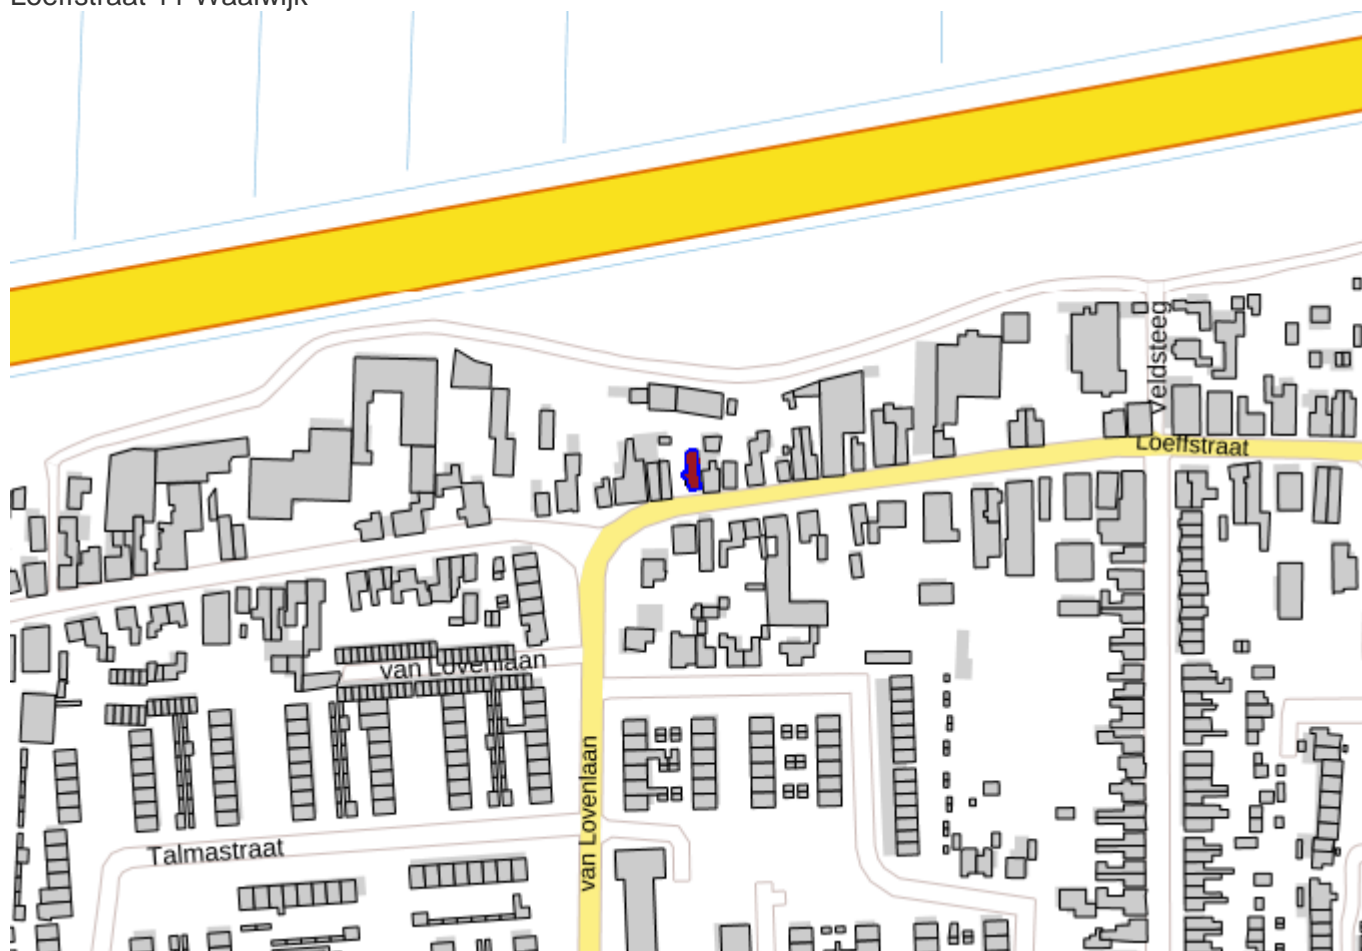 Loeffstraat 11 Waalwijk
Veldsteeg
Loeffstraat
van Lovenlaan
van Lovenlaan
Talmastraat